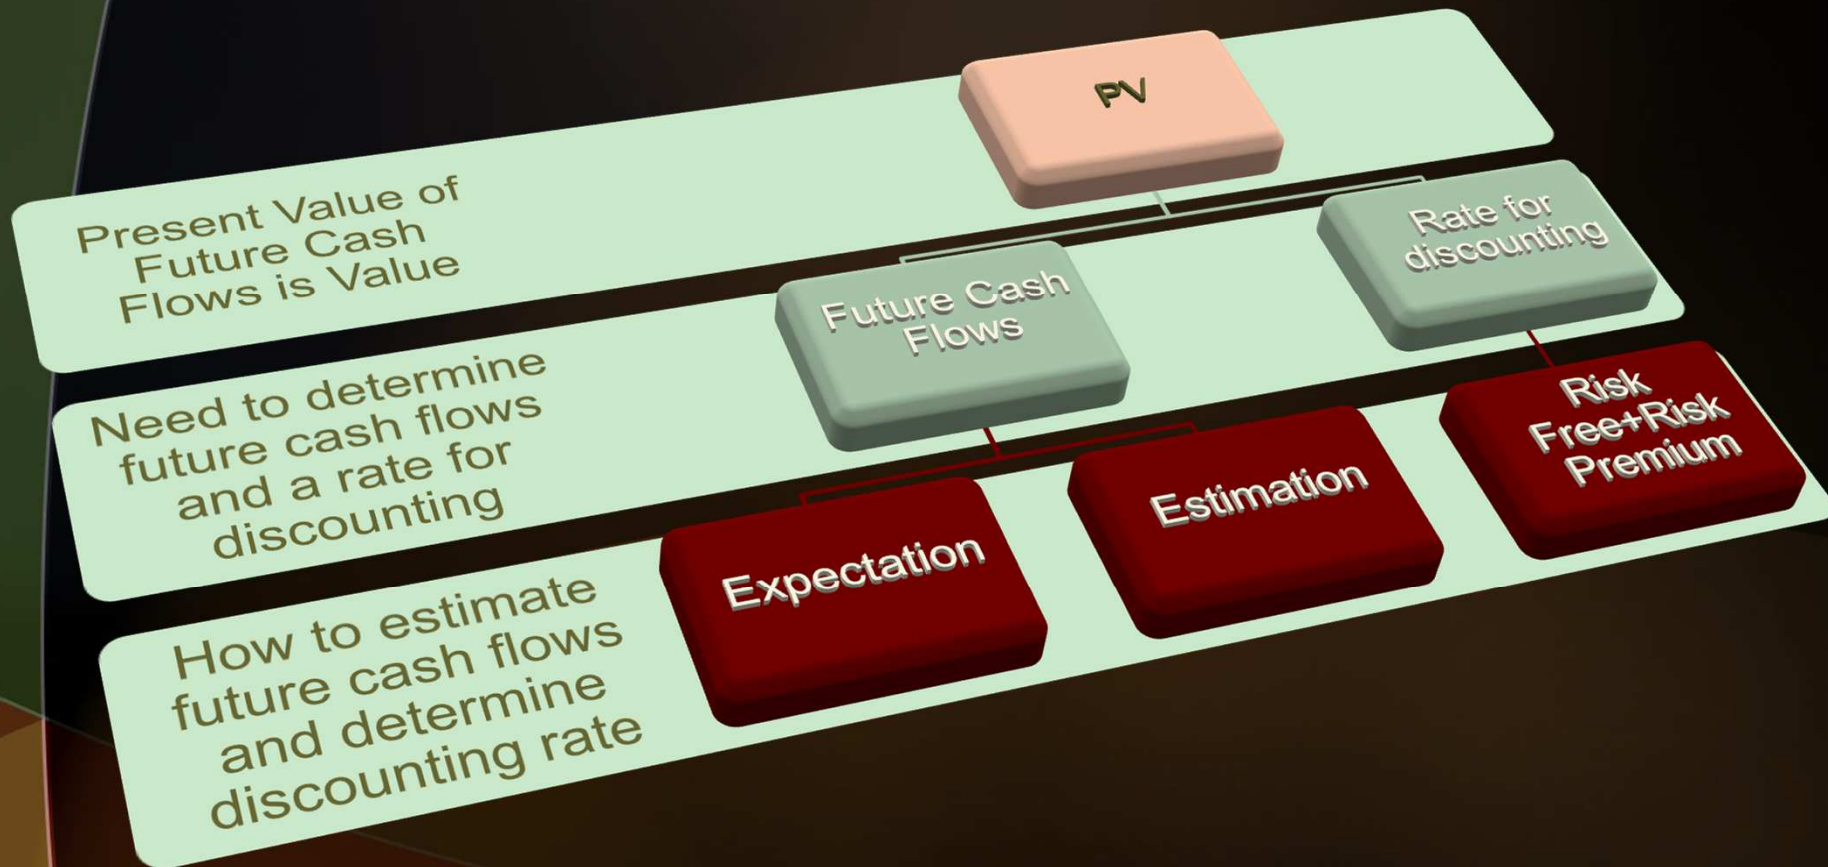 Present Value of
Future Cash
Flows is Value
PV
Need to determine
future cash flows
and a rate for
discounting
Future Cash
Flows
Rate for
discounting
How to estimate
future cash flows
and determine
discounting rate
Expectation
Estimation
Risk
Free+Risk
Premium